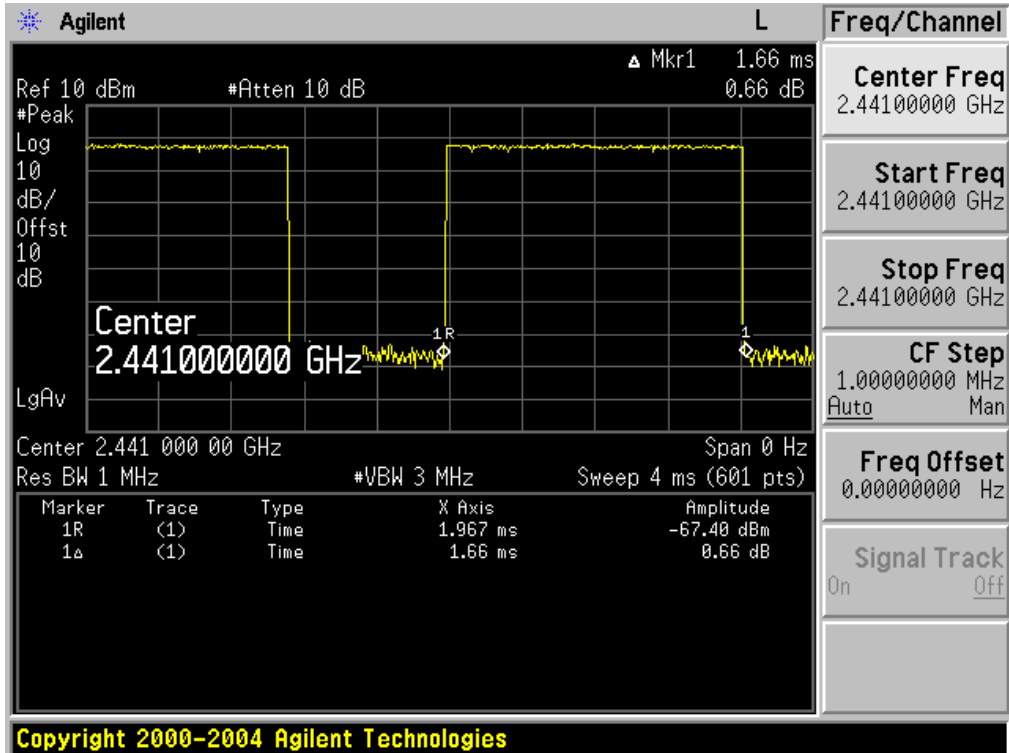 Agilent L
Δ Mkr1 1.66 ms
Ref 10 dBm #Atten 10 dB 0.66 dB
#Peak
Log
10
dB/
Offst
10
dB
1R
1
Center
2.441000000 GHz
LgAv
Center 2.441 000 00 GHz Span 0 Hz
Res BW 1 MHz #VBW 3 MHz Sweep 4 ms (601 pts)
Marker Trace Type X Axis Amplitude
1R (1) Time 1.967 ms -67.40 dBm
1Δ (1) Time 1.66 ms 0.66 dB
Freq/Channel
Center Freq
2.44100000 GHz
Start Freq
2.44100000 GHz
Stop Freq
2.44100000 GHz
CF Step
1.00000000 MHz
Auto Man
Freq Offset
0.00000000 Hz
Signal Track
On Off
Copyright 2000-2004 Agilent Technologies